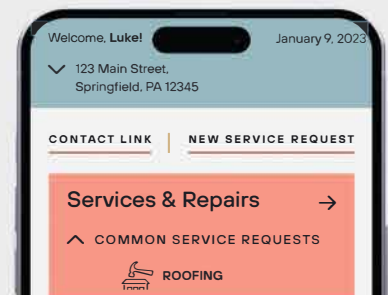 Welcome, Luke!
January 9, 2023
123 Main Street,
Springfield, PA 12345
CONTACT LINK
NEW SERVICE REQUEST
Services & Repairs
COMMON SERVICE REQUESTS
ROOFING